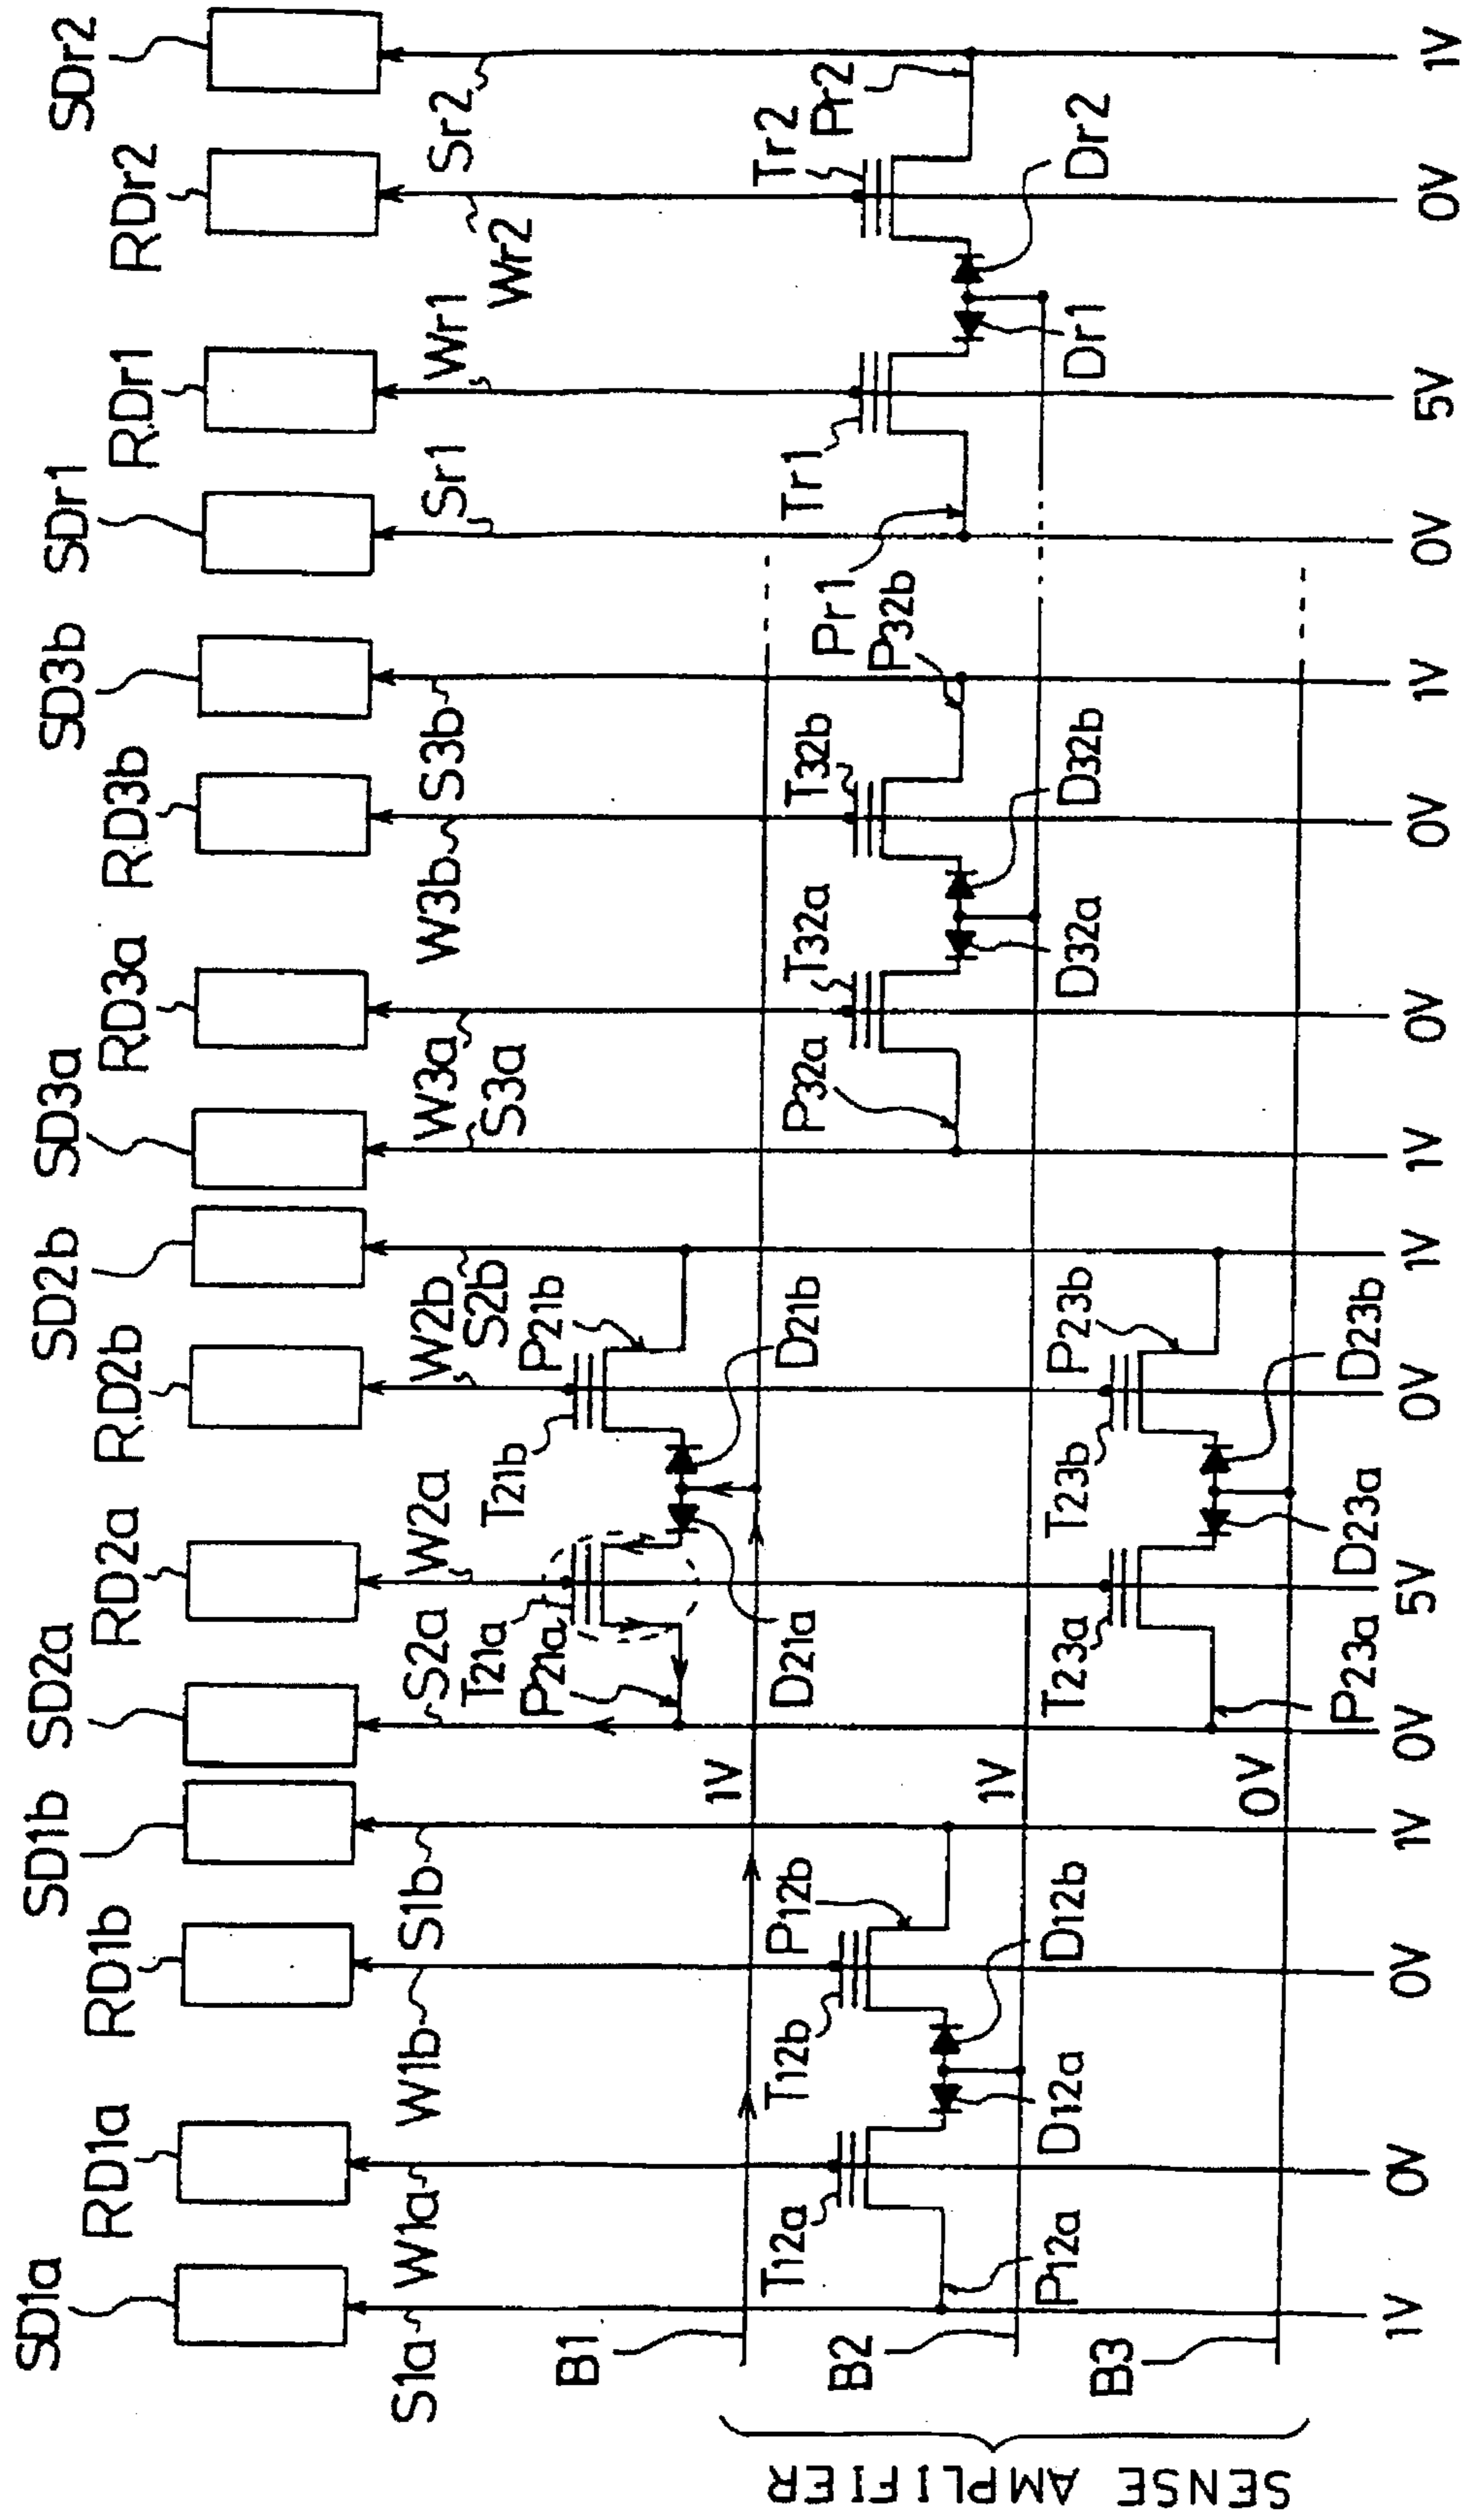 SD1a
RD1a
RD1b
SD1b
SD2a
RD2a
RD2b
SD2b
SD3a
RD3a
RD3b
SD3b
SDr1
RDr1
RDr2
SDr2
S1a
W1a
W1b
S1b
S2a
W2a
W2b
S2b
W3a
S3a
W3b
S3b
Sr1
Wr1
Wr2
Sr2
B1
T21a
P21a
T21b
P21b
D21a
D21b
1V
B2
T12a
P12a
T12b
P12b
D12a
D12b
P32a
T32a
T32b
P32b
D32a
D32b
Pr1
Tr1
Tr2
Pr2
Dr1
Dr2
1V
B3
T23a
P23a
T23b
P23b
D23a
D23b
0V
SENSE AMPLIFIER
1V
0V
0V
1V
0V
5V
0V
1V
1V
0V
0V
1V
0V
5V
0V
1V